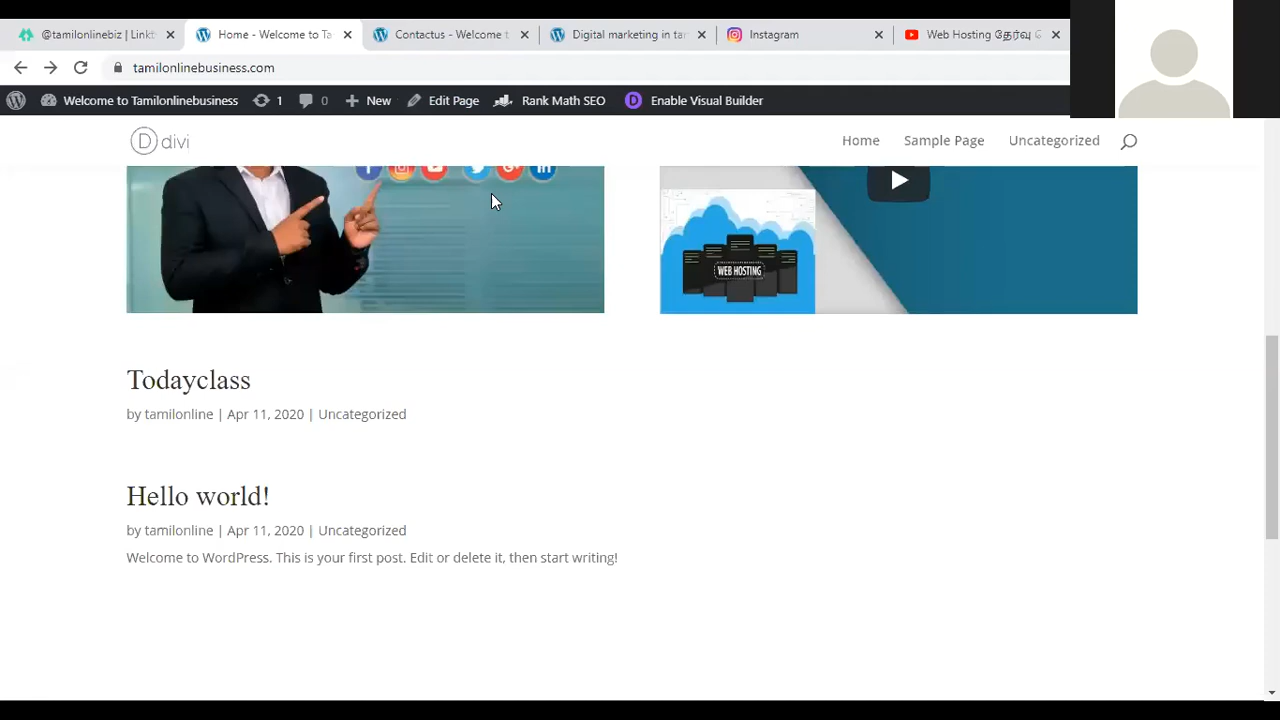 @tamilonlinebiz | Linkt
Home - Welcome to Ta
Contactus - Welcome t
Digital marketing in tam
Instagram
Web Hosting தேர்வு
tamilonlinebusiness.com
Welcome to Tamilonlinebusiness 1 0 New Edit Page Rank Math SEO Enable Visual Builder
D divi
Home Sample Page Uncategorized
WEB HOSTING
Todayclass
by tamilonline | Apr 11, 2020 | Uncategorized
Hello world!
by tamilonline | Apr 11, 2020 | Uncategorized
Welcome to WordPress. This is your first post. Edit or delete it, then start writing!